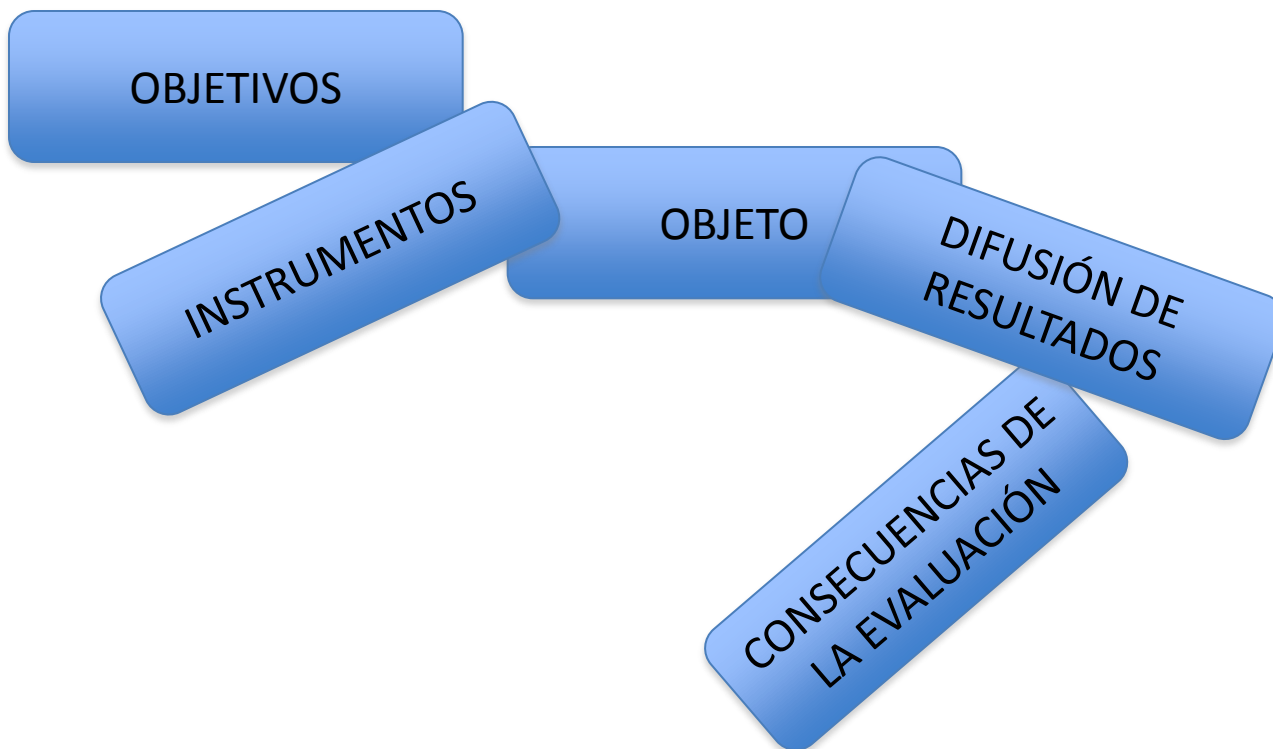 OBJETIVOS
INSTRUMENTOS
OBJETO
DIFUSIÓN DE
RESULTADOS
CONSECUENCIAS DE
LA EVALUACIÓN